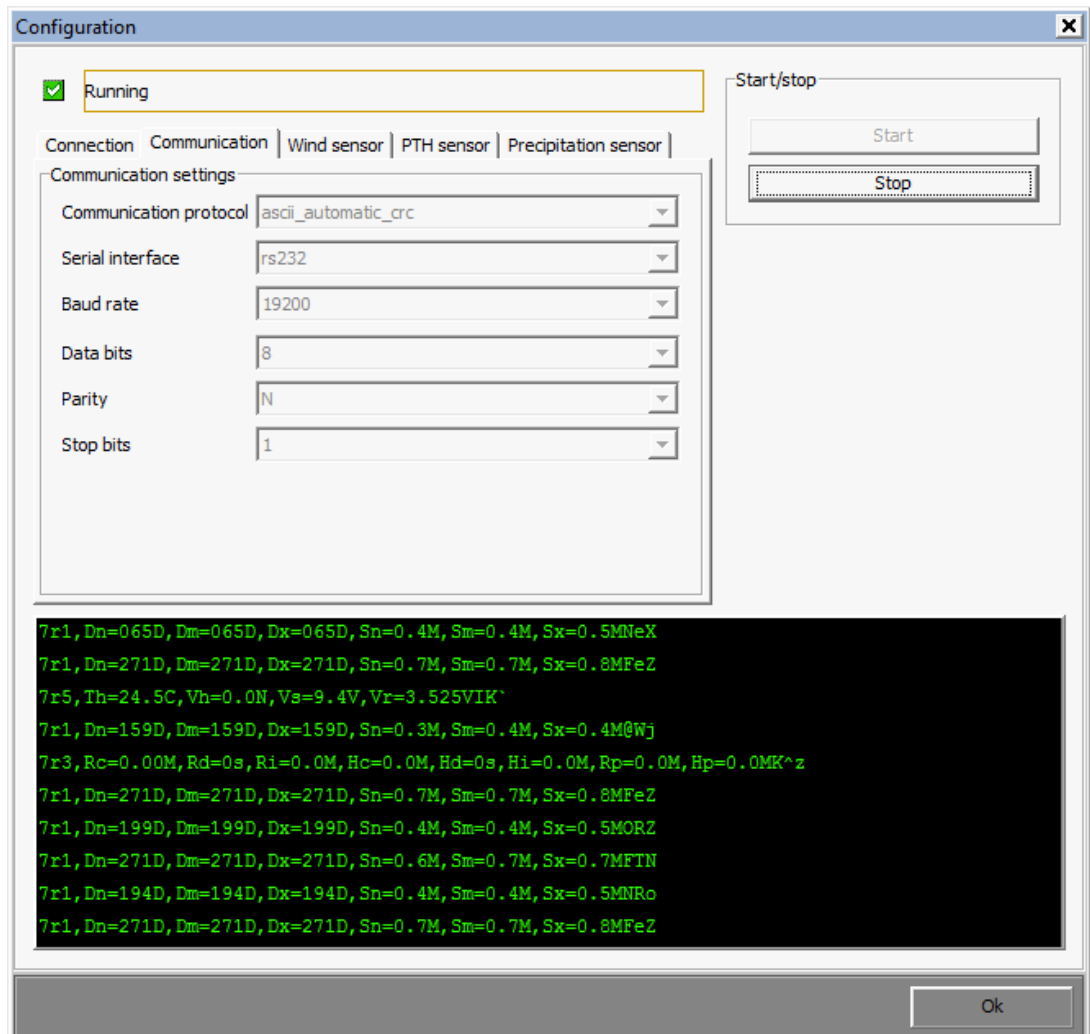 Configuration
Running
Start/stop
Start
Stop
Connection Communication Wind sensor PTH sensor Precipitation sensor
Communication settings
Communication protocol ascii_automatic_crc
Serial interface rs232
Baud rate 19200
Data bits 8
Parity N
Stop bits 1
7r1,Dn=065D,Dm=065D,Dx=065D,Sn=0.4M,Sm=0.4M,Sx=0.5MNeX
7r1,Dn=271D,Dm=271D,Dx=271D,Sn=0.7M,Sm=0.7M,Sx=0.8MFeZ
7r5,Th=24.5C,Vh=0.0N,Vs=9.4V,Vr=3.525VIK`
7r1,Dn=159D,Dm=159D,Dx=159D,Sn=0.3M,Sm=0.4M,Sx=0.4M@Wj
7r3,Rc=0.00M,Rd=0s,Ri=0.0M,Hc=0.0M,Hd=0s,Hi=0.0M,Rp=0.0M,Hp=0.0MK^z
7r1,Dn=271D,Dm=271D,Dx=271D,Sn=0.7M,Sm=0.7M,Sx=0.8MFeZ
7r1,Dn=199D,Dm=199D,Dx=199D,Sn=0.4M,Sm=0.4M,Sx=0.5MORZ
7r1,Dn=271D,Dm=271D,Dx=271D,Sn=0.6M,Sm=0.7M,Sx=0.7MFTN
7r1,Dn=194D,Dm=194D,Dx=194D,Sn=0.4M,Sm=0.4M,Sx=0.5MNRo
7r1,Dn=271D,Dm=271D,Dx=271D,Sn=0.7M,Sm=0.7M,Sx=0.8MFeZ
Ok